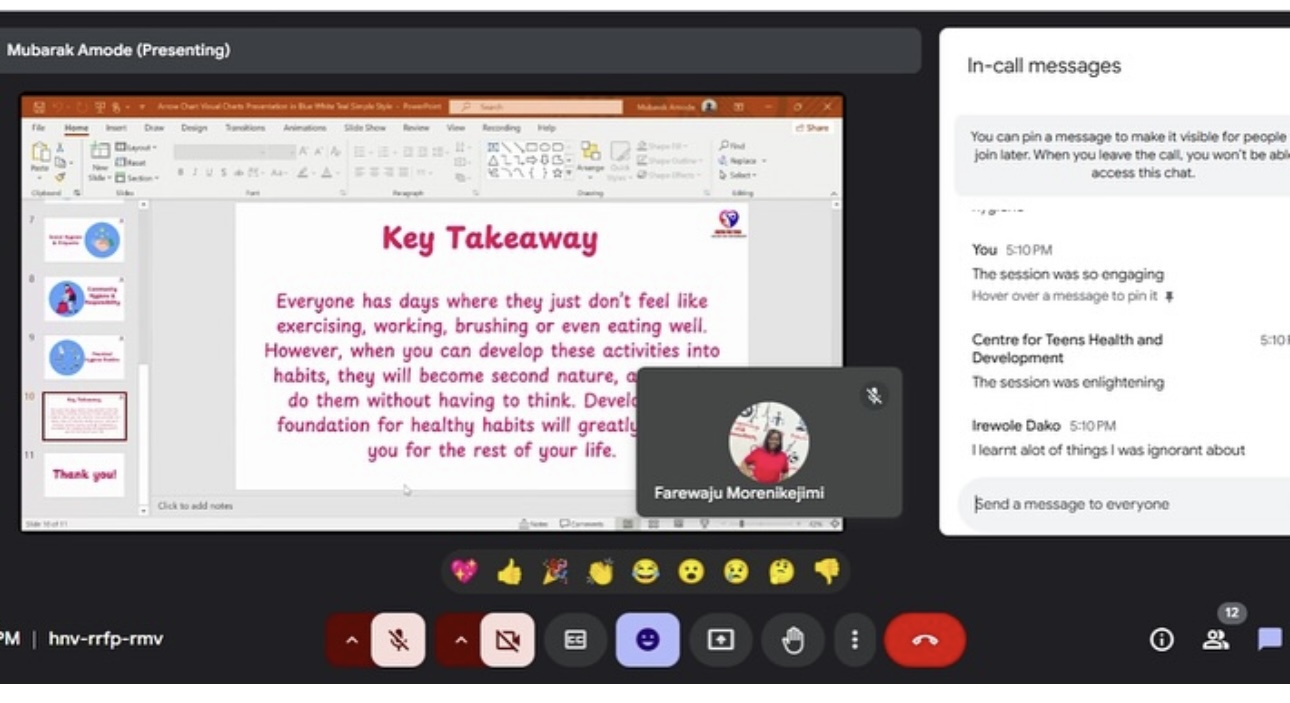 Mubarak Amode (Presenting)
Arrow Chart Visual Charts Presentation in Blue White Teal Simple Style - PowerPoint
Search
Mubarak Amode
File Home Insert Draw Design Transitions Animations Slide Show Review View Recording Help
Share
Paste
New
Slide
Layout
Reset
Section
Arrange
Quick
Styles
Shape Fill
Shape Outline
Shape Effects
Find
Replace
Select
Clipboard Slides Font Paragraph Drawing Editing
7
8
Community
Hygiene &
Responsibility
9
10
Key Takeaway
11
Thank you!
Key Takeaway
Everyone has days where they just don't feel like
exercising, working, brushing or even eating well.
However, when you can develop these activities into
habits, they will become second nature, a
do them without having to think. Develo
foundation for healthy habits will greatly
you for the rest of your life.
Click to add notes
Slide 10 of 11
Notes
Comments
42%
Farewaju Morenikejimi
In-call messages
You can pin a message to make it visible for people
join later. When you leave the call, you won't be able
access this chat.
hygiene
You 5:10 PM
The session was so engaging
Hover over a message to pin it
Centre for Teens Health and 5:10
Development
The session was enlightening
Irewole Dako 5:10 PM
I learnt alot of things I was ignorant about
Send a message to everyone
PM | hnv-rrfp-rmv
12